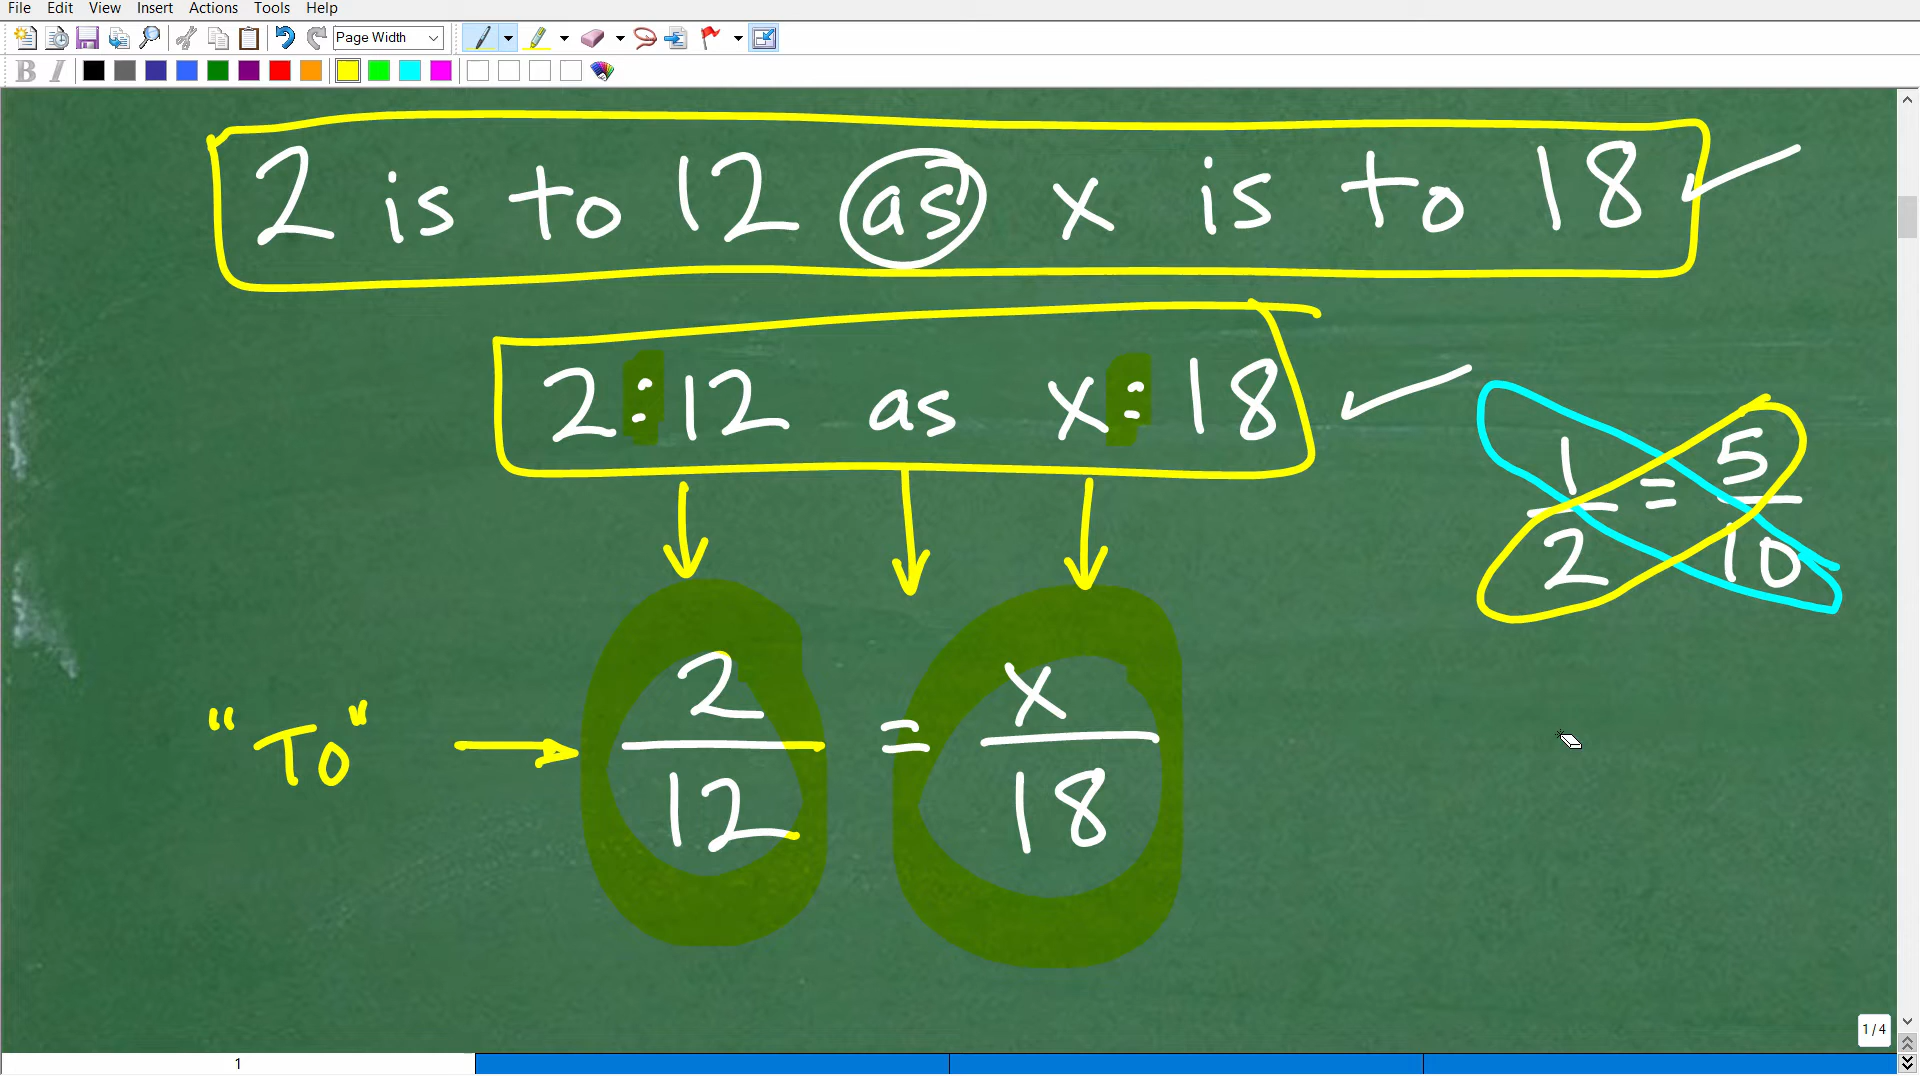 File Edit View Insert Actions Tools Help
Page Width
B I
2 is to 12 as x is to 18
2:12 as x:18
1/2 = 5/10
"To" → 2/12 = x/18
1/4
1